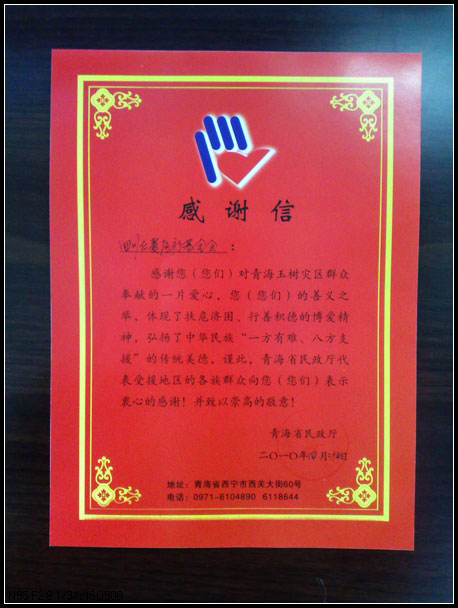 感谢信
四川
基金会：
感谢您（您们）对青海玉树灾区群众
奉献的一片爱心，您（您们）的善义之
举，体现了扶危济困、行善积德的博爱精
神，弘扬了中华民族“一方有难、八方支
援”的传统美德，谨此，青海省民政厅代
表受援地区的各族群众向您（您们）表示
衷心的感谢！并致以崇高的敬意！
青海省民政厅
二〇一〇年 月 日
地址：青海省西宁市西关大街60号
电话：0971-6104890 6118644